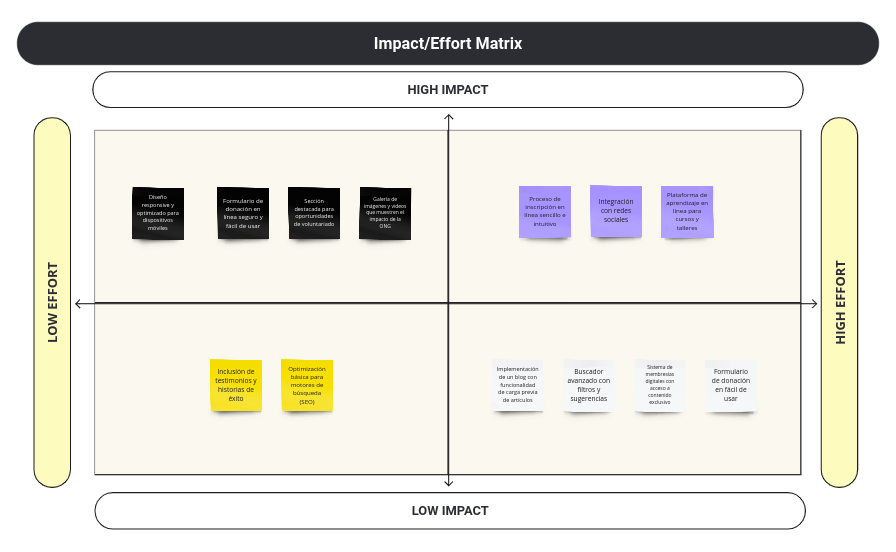 Impact/Effort Matrix
HIGH IMPACT
LOW EFFORT
HIGH EFFORT
Diseño
responsive y
optimizado para
dispositivos
móviles
Formulario de
donación en
línea seguro y
fácil de usar
Sección
destacada para
oportunidades
de voluntariado
Galería de
imágenes y videos
que muestren el
impacto de la
ONG
Proceso de
inscripción en
línea sencillo e
intuitivo
Integración
con redes
sociales
Plataforma de
aprendizaje en
línea para
cursos y
talleres
Inclusión de
testimonios y
historias de
éxito
Optimización
básica para
motores de
búsqueda
(SEO)
Implementación
de un blog con
funcionalidad
de carga previa
de artículos
Buscador
avanzado con
filtros y
sugerencias
Sistema de
membresías
digitales con
acceso a
contenido
exclusivo
Formulario
de donación
en fácil de
usar
LOW IMPACT